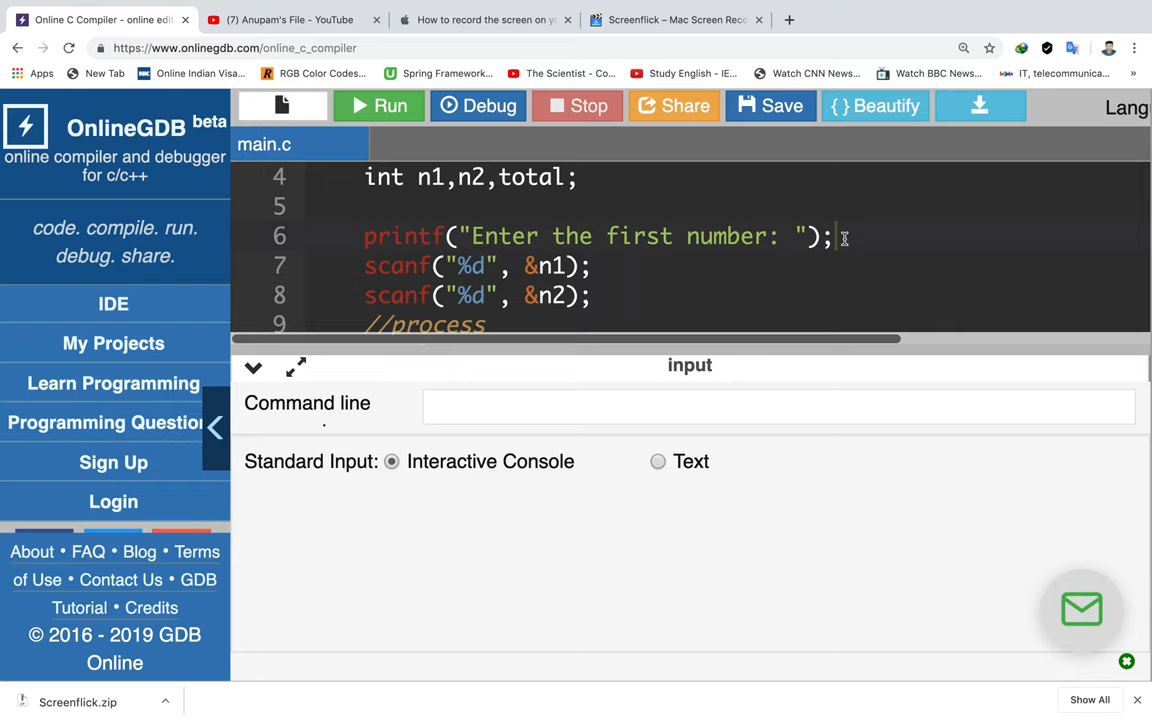 Online C Compiler - online edit
(7) Anupam's File - YouTube
How to record the screen on yo
Screenflick – Mac Screen Reco
https://www.onlinegdb.com/online_c_compiler
Apps
New Tab
Online Indian Visa...
RGB Color Codes...
Spring Framework...
The Scientist - Co...
Study English - IE...
Watch CNN News...
Watch BBC News...
IT, telecommunica...
»
OnlineGDB beta
online compiler and debugger
for c/c++
code. compile. run.
debug. share.
IDE
My Projects
Learn Programming
Programming Question
Sign Up
Login
About • FAQ • Blog • Terms
of Use • Contact Us • GDB
Tutorial • Credits
© 2016 - 2019 GDB
Online
Run
Debug
Stop
Share
Save
{ } Beautify
Lang
main.c
4 int n1,n2,total;
5
6 printf("Enter the first number: ");
7 scanf("%d", &n1);
8 scanf("%d", &n2);
9 //process
input
Command line
Standard Input: Interactive Console Text
Screenflick.zip
Show All